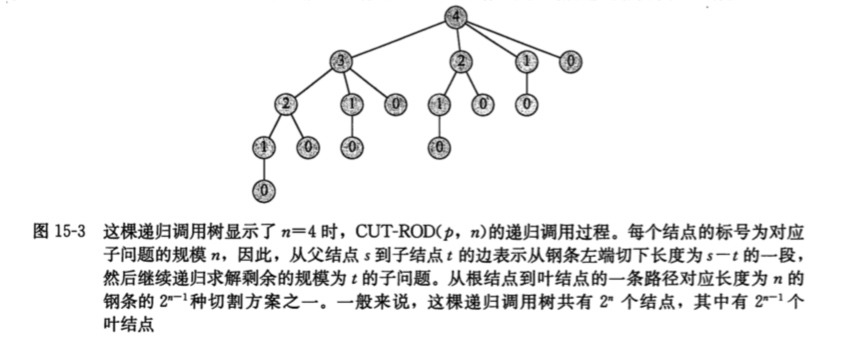 4
3 2 1 0
2 1 0 1 0 0
1 0 0 0
0
图 15-3 这棵递归调用树显示了 n=4 时，CUT-ROD(p, n)的递归调用过程。每个结点的标号为对应
子问题的规模 n，因此，从父结点 s 到子结点 t 的边表示从钢条左端切下长度为 s-t 的一段，
然后继续递归求解剩余的规模为 t 的子问题。从根结点到叶结点的一条路径对应长度为 n 的
钢条的 2ⁿ⁻¹种切割方案之一。一般来说，这棵递归调用树共有 2ⁿ 个结点，其中有 2ⁿ⁻¹个
叶结点